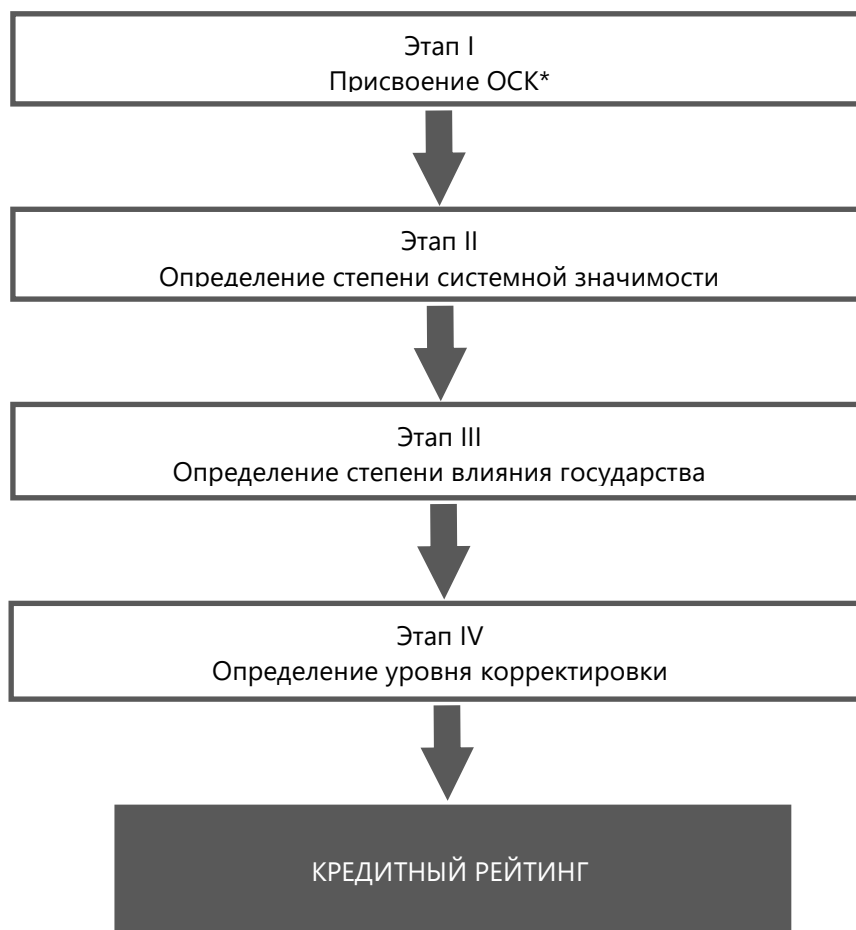 Этап I
Присвоение ОСК*
Этап II
Определение степени системной значимости
Этап III
Определение степени влияния государства
Этап IV
Определение уровня корректировки
КРЕДИТНЫЙ РЕЙТИНГ